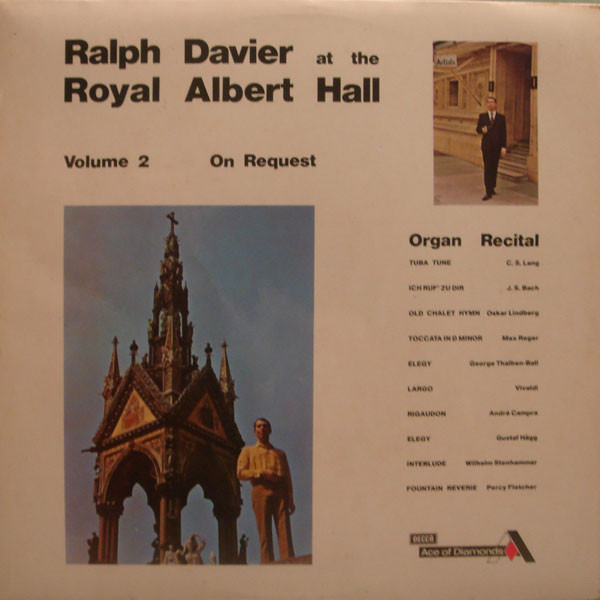 Ralph Davier at the
Royal Albert Hall
Volume 2 On Request
Artists
Organ Recital
TUBA TUNE C. S. Lang
ICH RUF' ZU DIR J. S. Bach
OLD CHALET HYMN Oskar Lindberg
TOCCATA IN D MINOR Max Reger
ELEGY George Thalben-Ball
LARGO Vivaldi
RIGAUDON André Campra
ELEGY Gustaf Hägg
INTERLUDE Wilhelm Stenhammer
FOUNTAIN REVERIE Percy Fletcher
DECCA
Ace of Diamonds